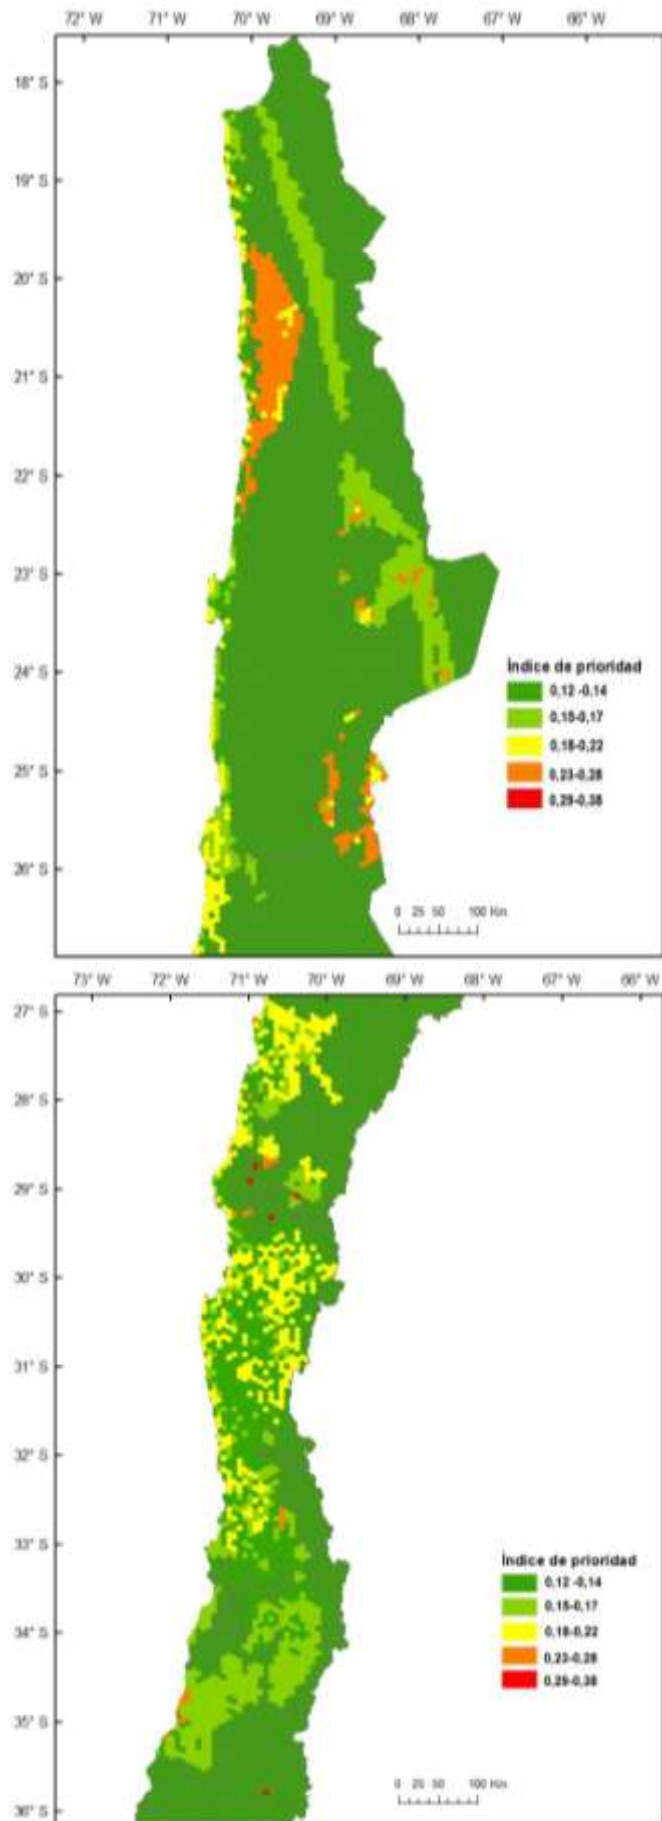 72° W 71° W 70° W 69° W 68° W 67° W 66° W
18° S
19° S
20° S
21° S
22° S
23° S
24° S
25° S
26° S
Índice de prioridad
0,12 -0,14
0,15-0,17
0,18-0,22
0,23-0,28
0,29-0,38
0 25 50 100 Km
73° W 72° W 71° W 70° W 69° W 68° W 67° W 66° W
27° S
28° S
29° S
30° S
31° S
32° S
33° S
34° S
35° S
36° S
Índice de prioridad
0,12 -0,14
0,15-0,17
0,18-0,22
0,23-0,28
0,29-0,38
0 25 50 100 Km